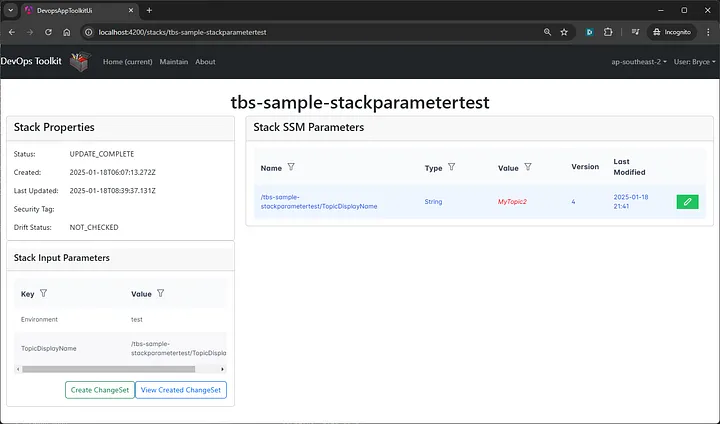 DevopsAppToolkitUi
localhost:4200/stacks/tbs-sample-stackparametertest
Incognito
DevOps Toolkit
Home (current)
Maintain
About
ap-southeast-2
User: Bryce
tbs-sample-stackparametertest
Stack Properties
Status: UPDATE_COMPLETE
Created: 2025-01-18T06:07:13.272Z
Last Updated: 2025-01-18T08:39:37.131Z
Security Tag:
Drift Status: NOT_CHECKED
Stack Input Parameters
Key Value
Environment test
TopicDisplayName /tbs-sample-
stackparametertest/TopicDispla
Create ChangeSet View Created ChangeSet
Stack SSM Parameters
Name Type Value Version Last
Modified
/tbs-sample-
stackparametertest/TopicDisplayName String MyTopic2 4 2025-01-18
21:41